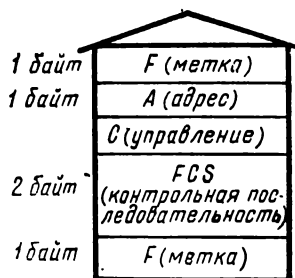 1 байт F (метка)
1 байт A (адрес)
C (управление)
2 байт FCS
(контрольная пос-
ледовательность)
1 байт F (метка)